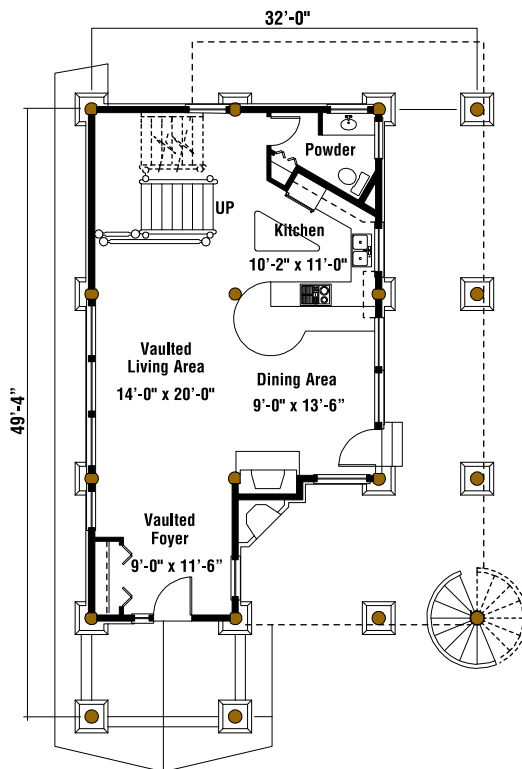 32'-0"
Powder
UP
Kitchen
10'-2" x 11'-0"
Vaulted
Living Area
14'-0" x 20'-0"
Dining Area
9'-0" x 13'-6”
49'-4”
Vaulted
Foyer
9'-0" x 11'-6”